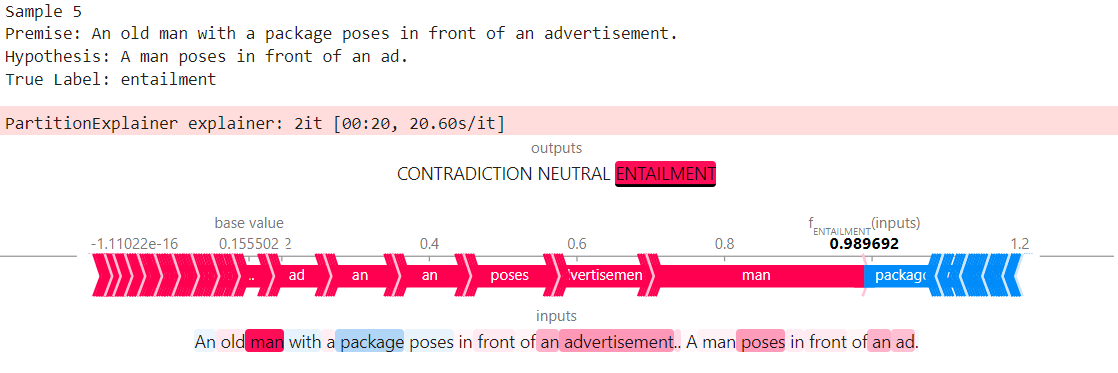 Sample 5
Premise: An old man with a package poses in front of an advertisement.
Hypothesis: A man poses in front of an ad.
True Label: entailment
PartitionExplainer explainer: 2it [00:20, 20.60s/it]
outputs
CONTRADICTION NEUTRAL ENTAILMENT
base value f ENTAILMENT (inputs)
-1.11022e-16 0.155502 2 0.4 0.6 0.8 0.989692 1.2
.. ad an an poses vertisemen man packag
inputs
An old man with a package poses in front of an advertisement.. A man poses in front of an ad.